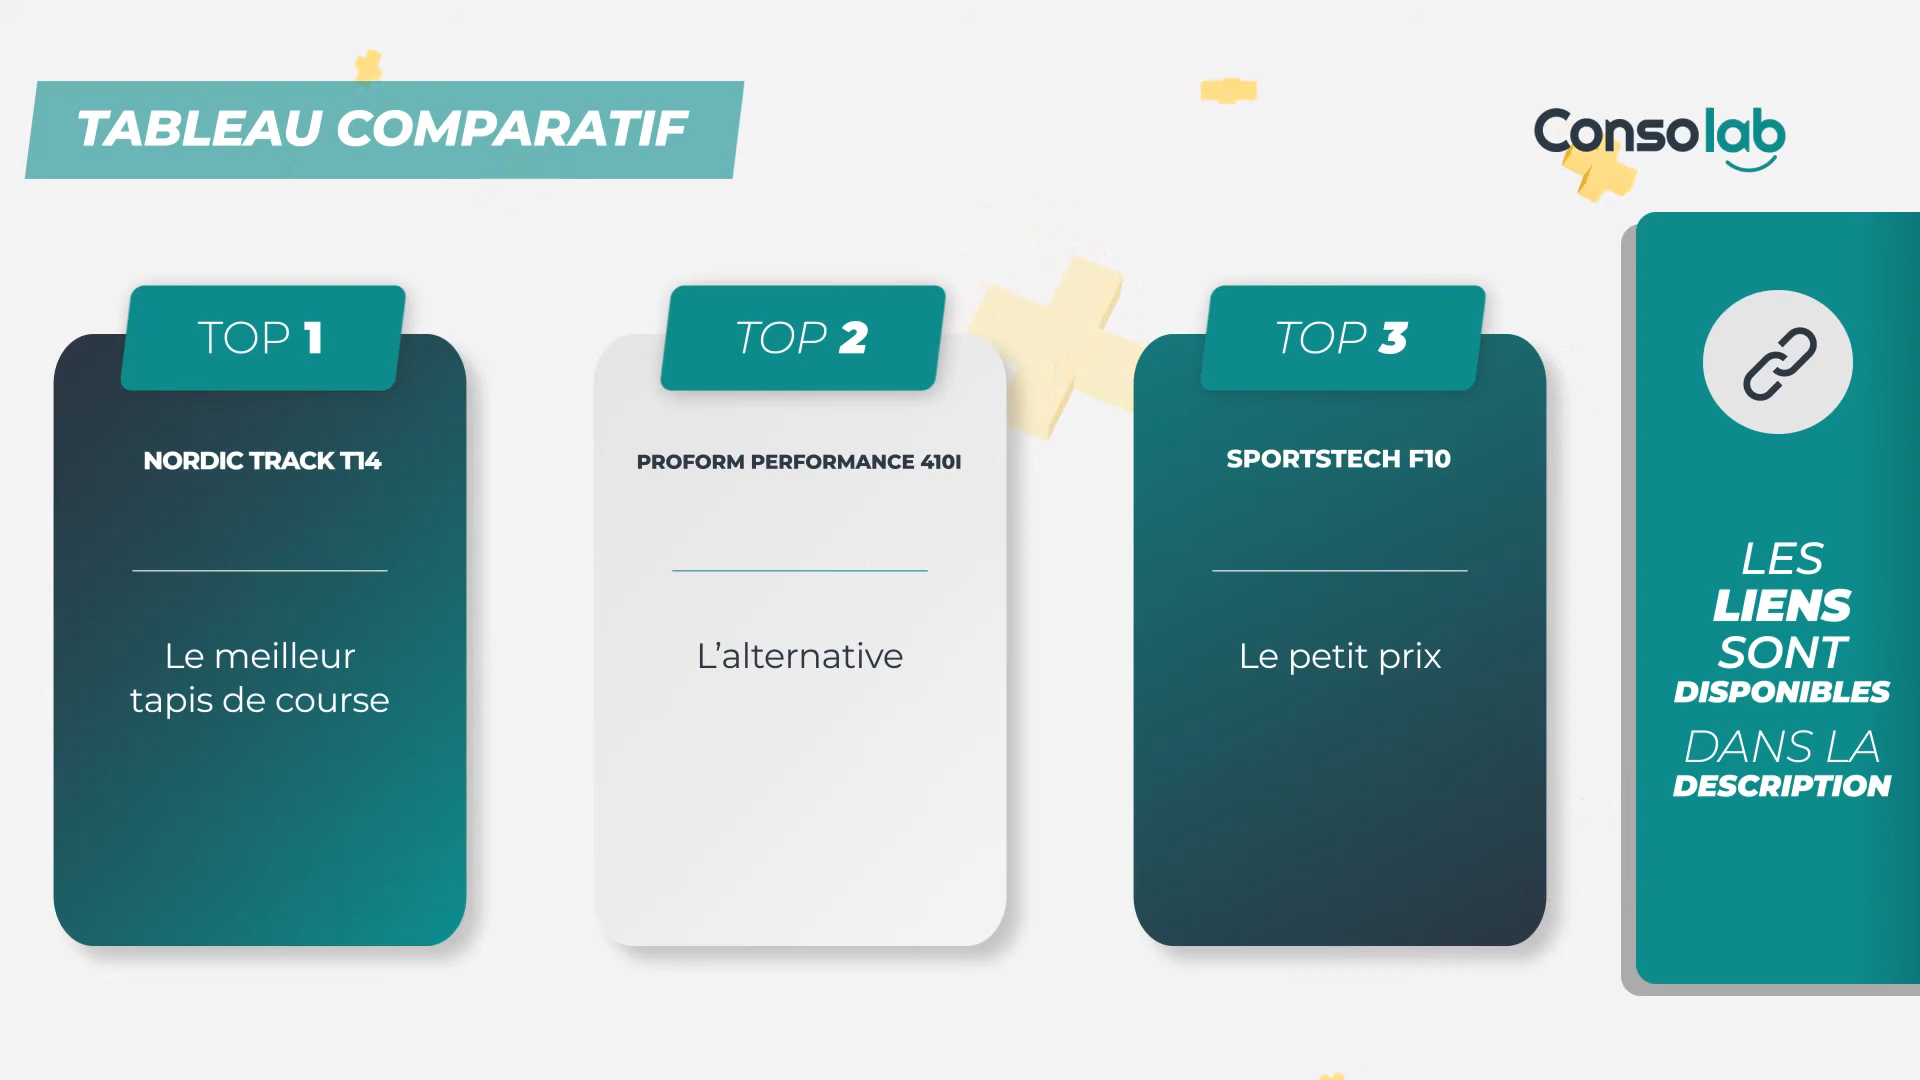 TABLEAU COMPARATIF
Consolab
TOP 1
NORDIC TRACK T14
Le meilleur
tapis de course
TOP 2
PROFORM PERFORMANCE 410I
L’alternative
TOP 3
SPORTSTECH F10
Le petit prix
LES
LIENS
SONT
DISPONIBLES
DANS LA
DESCRIPTION